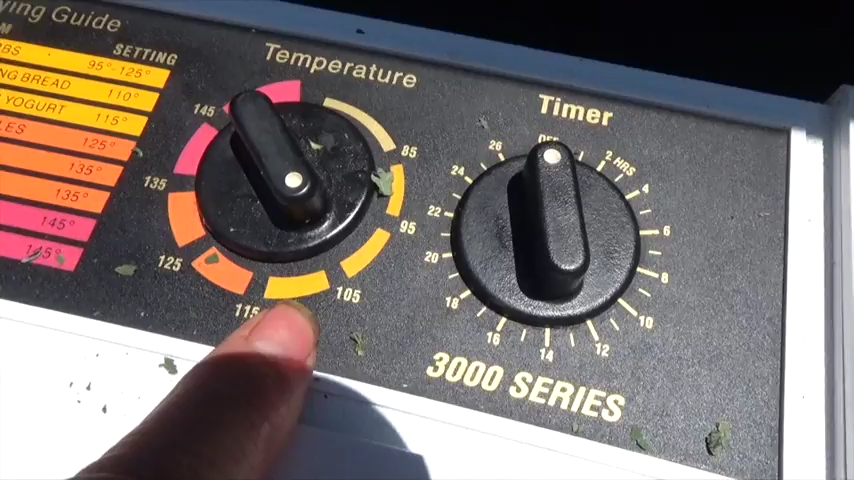 ying Guide
SETTING
BS 95°-125°
NG BREAD 110°
YOGURT 115°
LES 125°
135°
135°
145°
145°
Temperature
85
95
105
115
125
135
145
Timer
OFF
2 HRS
4
6
8
10
12
14
16
18
20
22
24
26
3000 SERIES